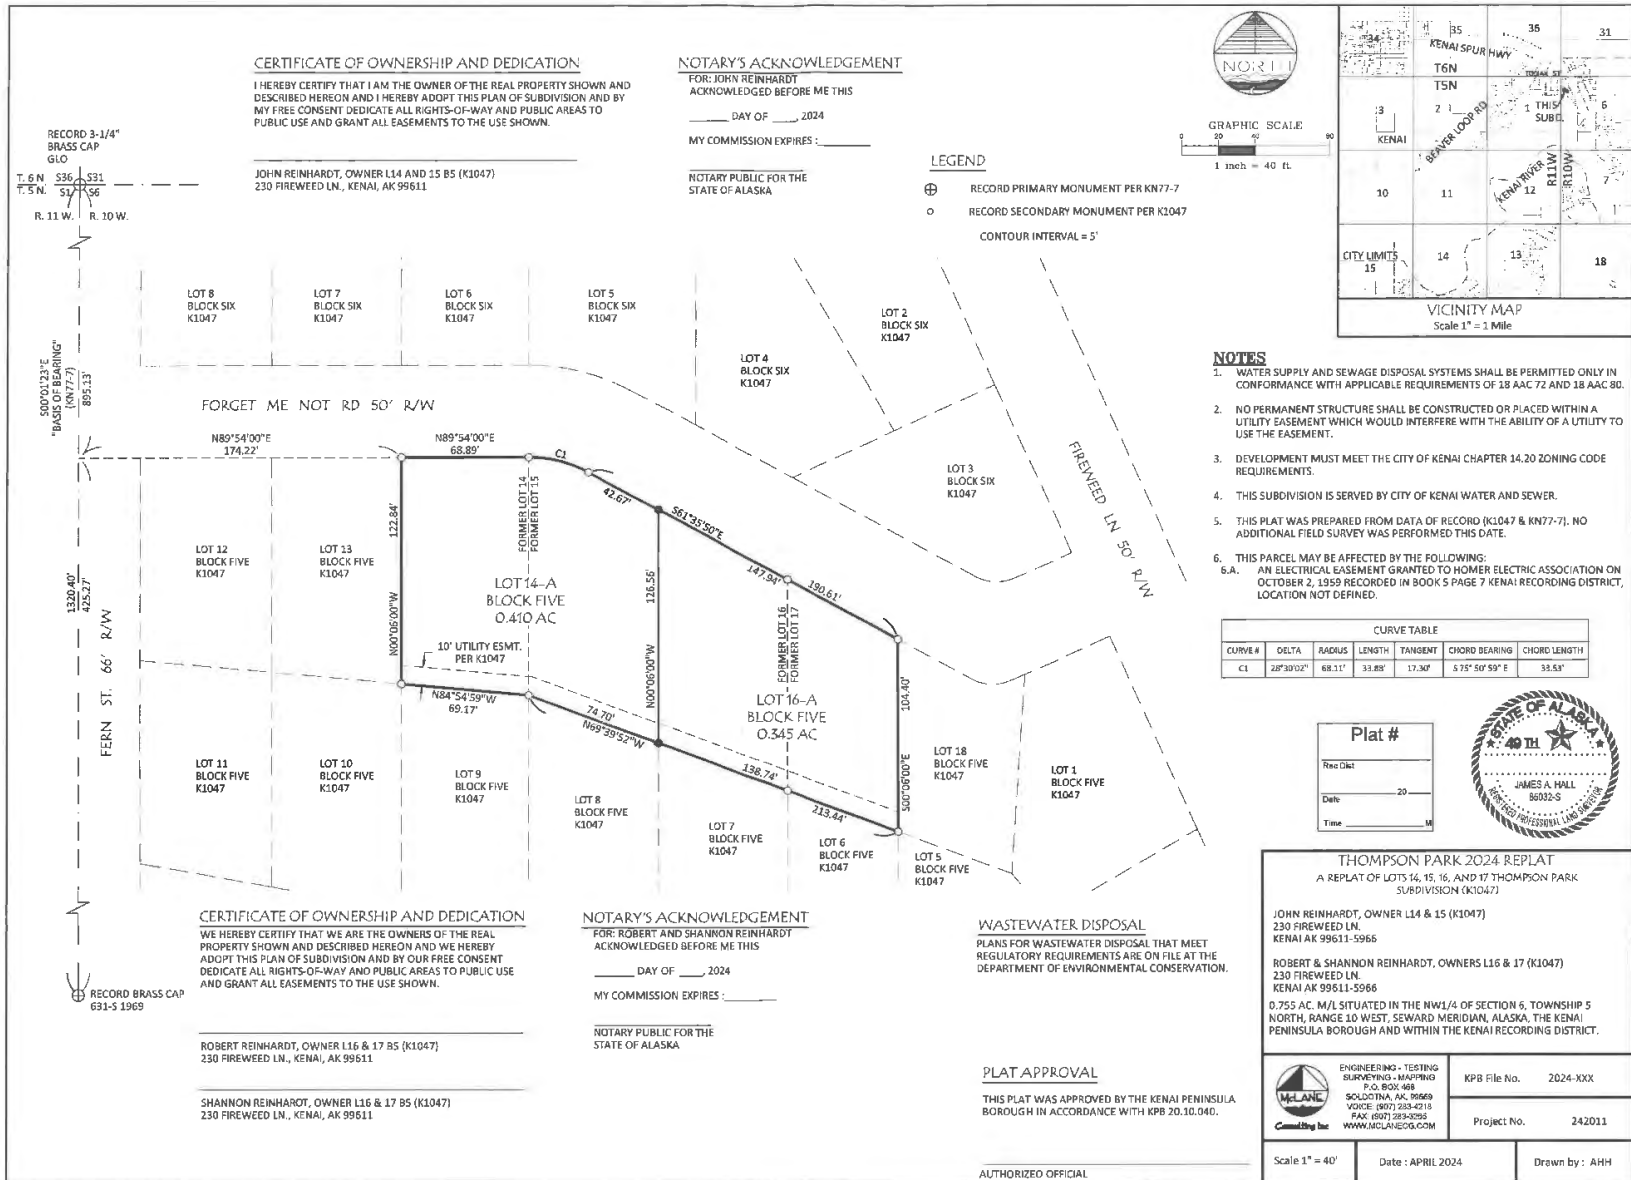 CERTIFICATE OF OWNERSHIP AND DEDICATION
I HEREBY CERTIFY THAT I AM THE OWNER OF THE REAL PROPERTY SHOWN AND
DESCRIBED HEREON AND I HEREBY ADOPT THIS PLAN OF SUBDIVISION AND BY
MY FREE CONSENT DEDICATE ALL RIGHTS-OF-WAY AND PUBLIC AREAS TO
PUBLIC USE AND GRANT ALL EASEMENTS TO THE USE SHOWN.
JOHN REINHARDT, OWNER L14 AND 15 B5 (K1047)
230 FIREWEED LN., KENAI, AK 99611
NOTARY'S ACKNOWLEDGEMENT
FOR: JOHN REINHARDT
ACKNOWLEDGED BEFORE ME THIS
______ DAY OF ____, 2024
MY COMMISSION EXPIRES :________
NOTARY PUBLIC FOR THE
STATE OF ALASKA
LEGEND
RECORD PRIMARY MONUMENT PER KN77-7
RECORD SECONDARY MONUMENT PER K1047
CONTOUR INTERVAL = 5'
NORTH
GRAPHIC SCALE
0 20 40 80
1 inch = 40 ft.
34 35 36 31
KENAI SPUR HWY
T6N
T5N
3 2 1 THIS 6
SUBD.
KENAI
BEAVER LOOP RD
KENAI RIVER
R11W
R10W
10 11 12 7
CITY LIMITS
15 14 13 18
VICINITY MAP
Scale 1" = 1 Mile
RECORD 3-1/4"
BRASS CAP
GLO
T. 6 N S36 S31
T. 5 N. S1 S6
R. 11 W. R. 10 W.
S00°01'23"E
"BASIS OF BEARING"
(KN77-7)
895.13'
1320.40'
425.27'
FERN ST. 66' R/W
RECORD BRASS CAP
631-S 1969
LOT 8
BLOCK SIX
K1047
LOT 7
BLOCK SIX
K1047
LOT 6
BLOCK SIX
K1047
LOT 5
BLOCK SIX
K1047
LOT 4
BLOCK SIX
K1047
LOT 2
BLOCK SIX
K1047
LOT 3
BLOCK SIX
K1047
FORGET ME NOT RD 50' R/W
FIREWEED LN 50' R/W
N89°54'00"E
174.22'
N89°54'00"E
68.89'
C1
42.67'
S61°35'50"E
147.94'
190.61'
122.84'
N00°06'00"W
FORMER LOT 14
FORMER LOT 15
126.56'
N00°06'00"W
FORMER LOT 16
FORMER LOT 17
104.40'
S00°06'00"E
LOT 12
BLOCK FIVE
K1047
LOT 13
BLOCK FIVE
K1047
LOT 14-A
BLOCK FIVE
0.410 AC
10' UTILITY ESMT.
PER K1047
LOT 16-A
BLOCK FIVE
0.345 AC
N84°54'59"W
69.17'
74.70'
N69°39'52"W
138.74'
213.44'
LOT 11
BLOCK FIVE
K1047
LOT 10
BLOCK FIVE
K1047
LOT 9
BLOCK FIVE
K1047
LOT 8
BLOCK FIVE
K1047
LOT 7
BLOCK FIVE
K1047
LOT 6
BLOCK FIVE
K1047
LOT 5
BLOCK FIVE
K1047
LOT 18
BLOCK FIVE
K1047
LOT 1
BLOCK FIVE
K1047
NOTES
1. WATER SUPPLY AND SEWAGE DISPOSAL SYSTEMS SHALL BE PERMITTED ONLY IN
CONFORMANCE WITH APPLICABLE REQUIREMENTS OF 18 AAC 72 AND 18 AAC 80.
2. NO PERMANENT STRUCTURE SHALL BE CONSTRUCTED OR PLACED WITHIN A
UTILITY EASEMENT WHICH WOULD INTERFERE WITH THE ABILITY OF A UTILITY TO
USE THE EASEMENT.
3. DEVELOPMENT MUST MEET THE CITY OF KENAI CHAPTER 14.20 ZONING CODE
REQUIREMENTS.
4. THIS SUBDIVISION IS SERVED BY CITY OF KENAI WATER AND SEWER.
5. THIS PLAT WAS PREPARED FROM DATA OF RECORD (K1047 & KN77-7). NO
ADDITIONAL FIELD SURVEY WAS PERFORMED THIS DATE.
6. THIS PARCEL MAY BE AFFECTED BY THE FOLLOWING:
6.A. AN ELECTRICAL EASEMENT GRANTED TO HOMER ELECTRIC ASSOCIATION ON
OCTOBER 2, 1959 RECORDED IN BOOK 5 PAGE 7 KENAI RECORDING DISTRICT,
LOCATION NOT DEFINED.
CURVE TABLE
CURVE # DELTA RADIUS LENGTH TANGENT CHORD BEARING CHORD LENGTH
C1 28°30'02" 68.11' 33.88' 17.30' S 75° 50' 59" E 33.53'
Plat #
Rec Dist
Date ____ 20 __
Time ____ M
STATE OF ALASKA
49 TH
JAMES A. HALL
86032-S
REGISTERED PROFESSIONAL LAND SURVEYOR
CERTIFICATE OF OWNERSHIP AND DEDICATION
WE HEREBY CERTIFY THAT WE ARE THE OWNERS OF THE REAL
PROPERTY SHOWN AND DESCRIBED HEREON AND WE HEREBY
ADOPT THIS PLAN OF SUBDIVISION AND BY OUR FREE CONSENT
DEDICATE ALL RIGHTS-OF-WAY AND PUBLIC AREAS TO PUBLIC USE
AND GRANT ALL EASEMENTS TO THE USE SHOWN.
ROBERT REINHARDT, OWNER L16 & 17 B5 (K1047)
230 FIREWEED LN., KENAI, AK 99611
SHANNON REINHARDT, OWNER L16 & 17 B5 (K1047)
230 FIREWEED LN., KENAI, AK 99611
NOTARY'S ACKNOWLEDGEMENT
FOR: ROBERT AND SHANNON REINHARDT
ACKNOWLEDGED BEFORE ME THIS
______ DAY OF ____, 2024
MY COMMISSION EXPIRES :________
NOTARY PUBLIC FOR THE
STATE OF ALASKA
WASTEWATER DISPOSAL
PLANS FOR WASTEWATER DISPOSAL THAT MEET
REGULATORY REQUIREMENTS ARE ON FILE AT THE
DEPARTMENT OF ENVIRONMENTAL CONSERVATION.
PLAT APPROVAL
THIS PLAT WAS APPROVED BY THE KENAI PENINSULA
BOROUGH IN ACCORDANCE WITH KPB 20.10.040.
AUTHORIZED OFFICIAL
THOMPSON PARK 2024 REPLAT
A REPLAT OF LOTS 14, 15, 16, AND 17 THOMPSON PARK
SUBDIVISION (K1047)
JOHN REINHARDT, OWNER L14 & 15 (K1047)
230 FIREWEED LN.
KENAI AK 99611-5966
ROBERT & SHANNON REINHARDT, OWNERS L16 & 17 (K1047)
230 FIREWEED LN.
KENAI AK 99611-5966
0.755 AC. M/L SITUATED IN THE NW1/4 OF SECTION 6, TOWNSHIP 5
NORTH, RANGE 10 WEST, SEWARD MERIDIAN, ALASKA, THE KENAI
PENINSULA BOROUGH AND WITHIN THE KENAI RECORDING DISTRICT.
McLANE
Consulting Inc
ENGINEERING - TESTING
SURVEYING - MAPPING
P.O. BOX 468
SOLDOTNA, AK. 99669
VOICE: (907) 283-4218
FAX: (907) 283-3265
WWW.MCLANECG.COM
KPB File No. 2024-XXX
Project No. 242011
Scale 1" = 40'
Date : APRIL 2024
Drawn by : AHH